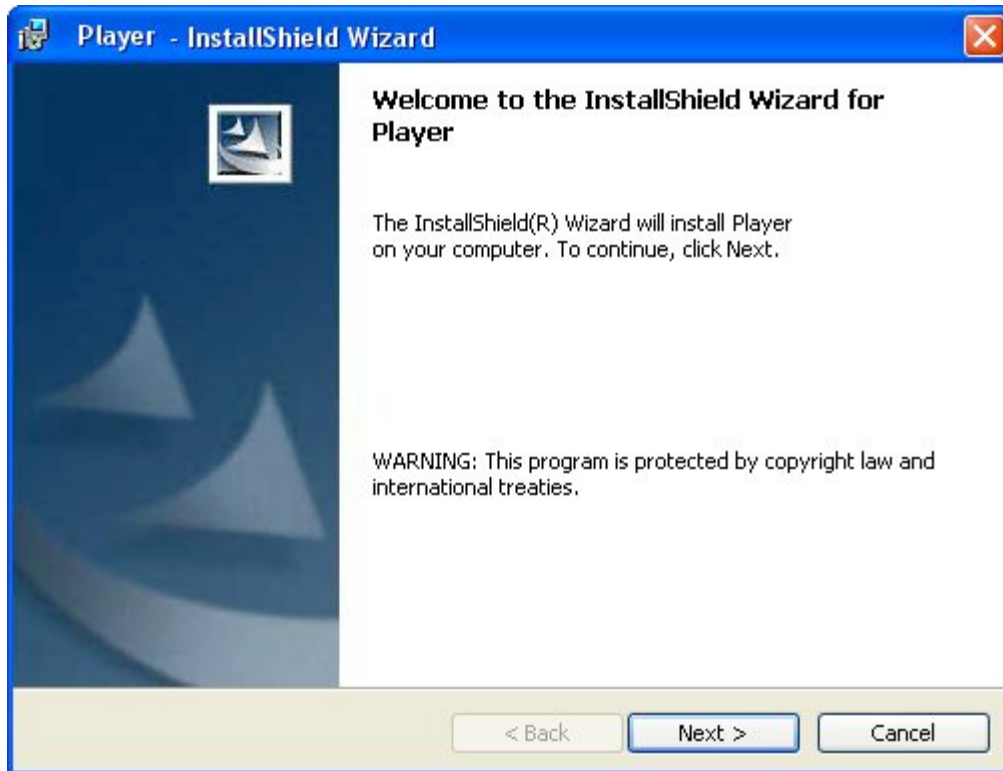 Player - InstallShield Wizard
Welcome to the InstallShield Wizard for
Player
The InstallShield(R) Wizard will install Player
on your computer. To continue, click Next.
WARNING: This program is protected by copyright law and
international treaties.
< Back
Next >
Cancel